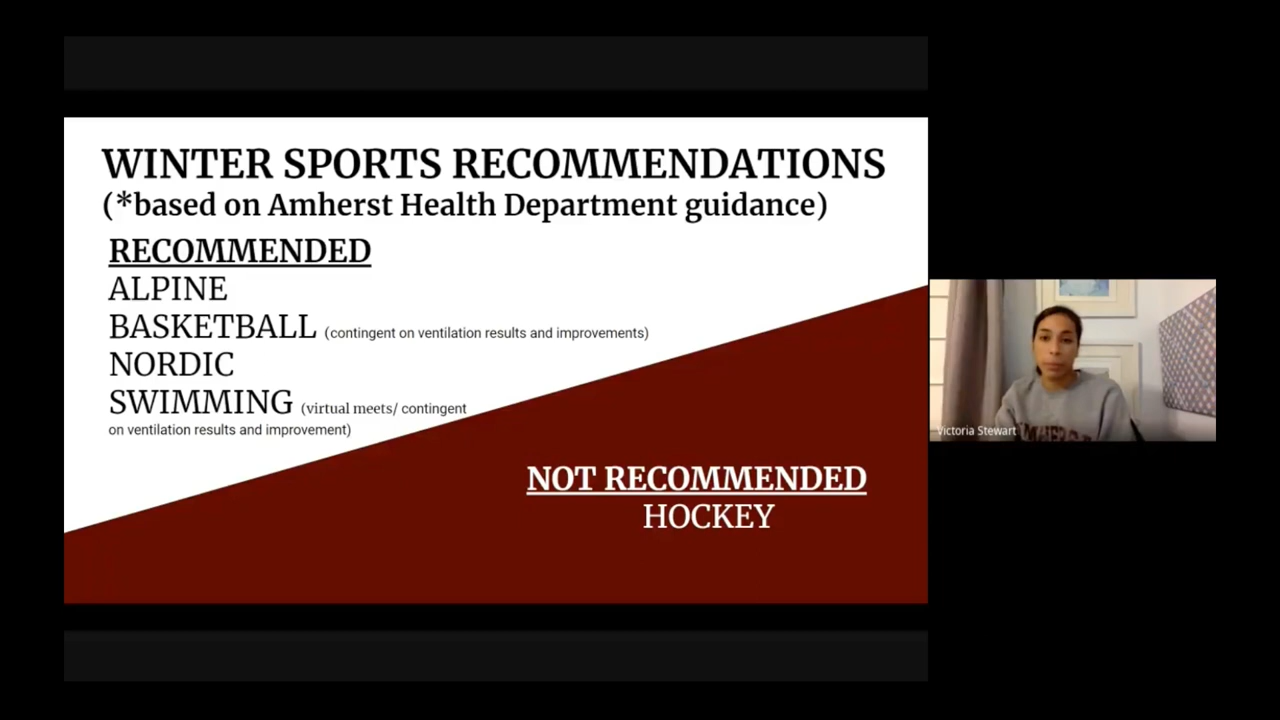 WINTER SPORTS RECOMMENDATIONS
(*based on Amherst Health Department guidance)
RECOMMENDED
ALPINE
BASKETBALL (contingent on ventilation results and improvements)
NORDIC
SWIMMING (virtual meets/ contingent
on ventilation results and improvement)
NOT RECOMMENDED
HOCKEY
Victoria Stewart